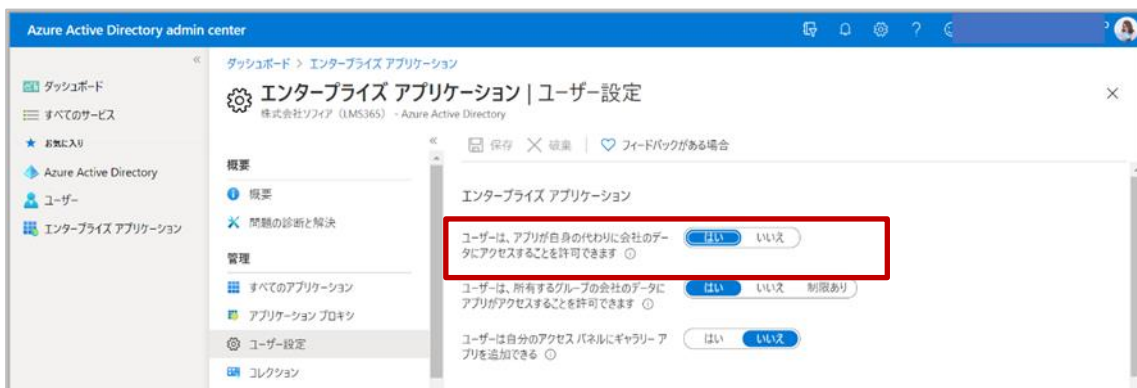 Azure Active Directory admin center
ダッシュボード
すべてのサービス
お気に入り
Azure Active Directory
ユーザー
エンタープライズ アプリケーション
ダッシュボード > エンタープライズ アプリケーション
エンタープライズ アプリケーション | ユーザー設定
株式会社ソフィア (LMS365) - Azure Active Directory
概要
概要
問題の診断と解決
管理
すべてのアプリケーション
アプリケーション プロキシ
ユーザー設定
コレクション
保存 破棄 フィードバックがある場合
エンタープライズ アプリケーション
ユーザーは、アプリが自身の代わりに会社のデー
タにアクセスすることを許可できます
はい いいえ
ユーザーは、所有するグループの会社のデータに
アプリがアクセスすることを許可できます
はい いいえ 制限あり
ユーザーは自分のアクセス パネルにギャラリー ア
プリを追加できる
はい いいえ